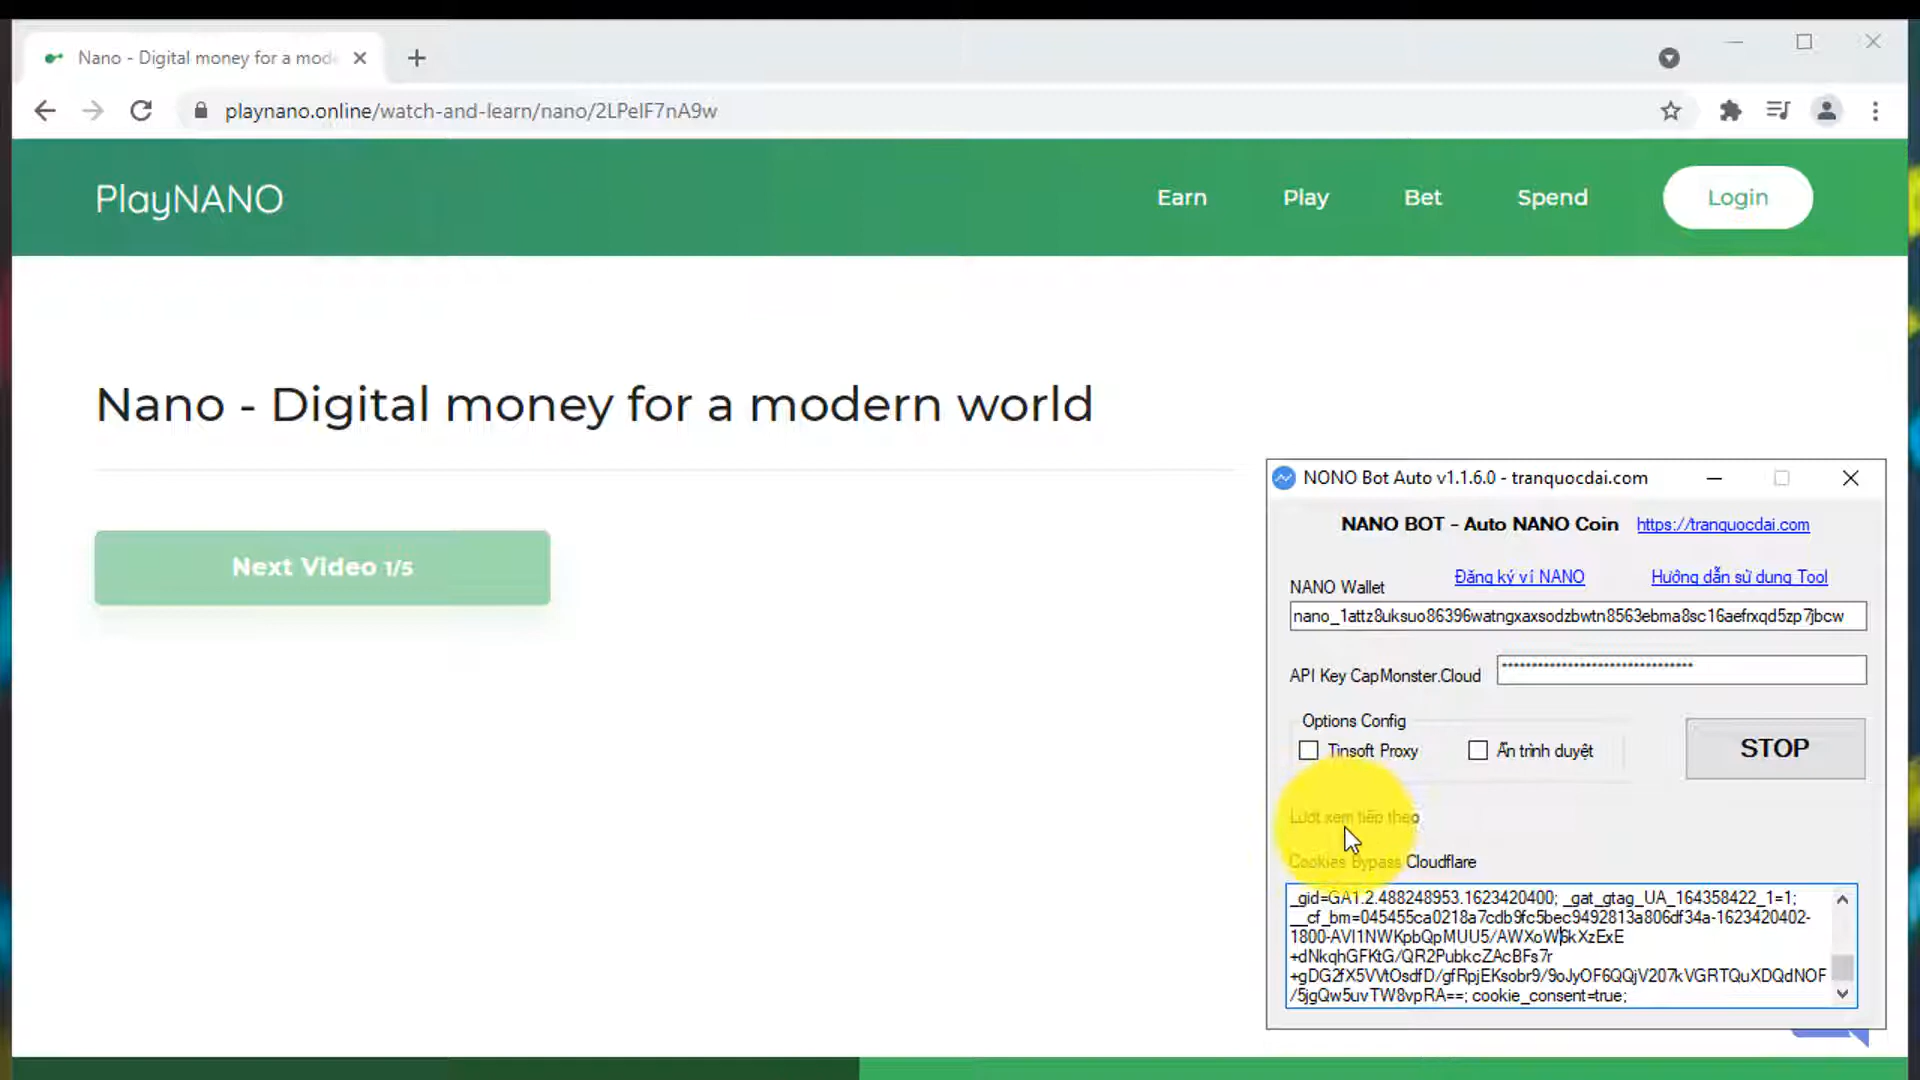 Nano - Digital money for a mod
playnano.online/watch-and-learn/nano/2LPelF7nA9w
PlayNANO
Earn
Play
Bet
Spend
Login
Nano - Digital money for a modern world
Next Video 1/5
NONO Bot Auto v1.1.6.0 - tranquocdai.com
NANO BOT - Auto NANO Coin
https://tranquocdai.com
NANO Wallet
Đăng ký ví NANO
Hướng dẫn sử dụng Tool
nano_1attz8uksuo86396watngxaxsodzbwtn8563ebma8sc16aefrxqd5zp7jbcw
API Key CapMonster.Cloud
********************************
Options Config
Tinsoft Proxy
Ẩn trình duyệt
STOP
Lượt xem tiếp theo
Cookies Bypass Cloudflare
_gid=GA1.2.488248953.1623420400; _gat_gtag_UA_164358422_1=1;
__cf_bm=045455ca0218a7cdb9fc5bec9492813a806df34a-1623420402-
1800-AVI1NWKpbQpMUU5/AWXoW6kXzExE
+dNkqhGFKtG/QR2PubkcZAcBFs7r
+gDG2fX5VVtOsdfD/gfRpjEKsobr9/9oJyOF6QQjV207kVGRTQuXDQdNOF
/5jgQw5uvTW8vpRA==; cookie_consent=true;